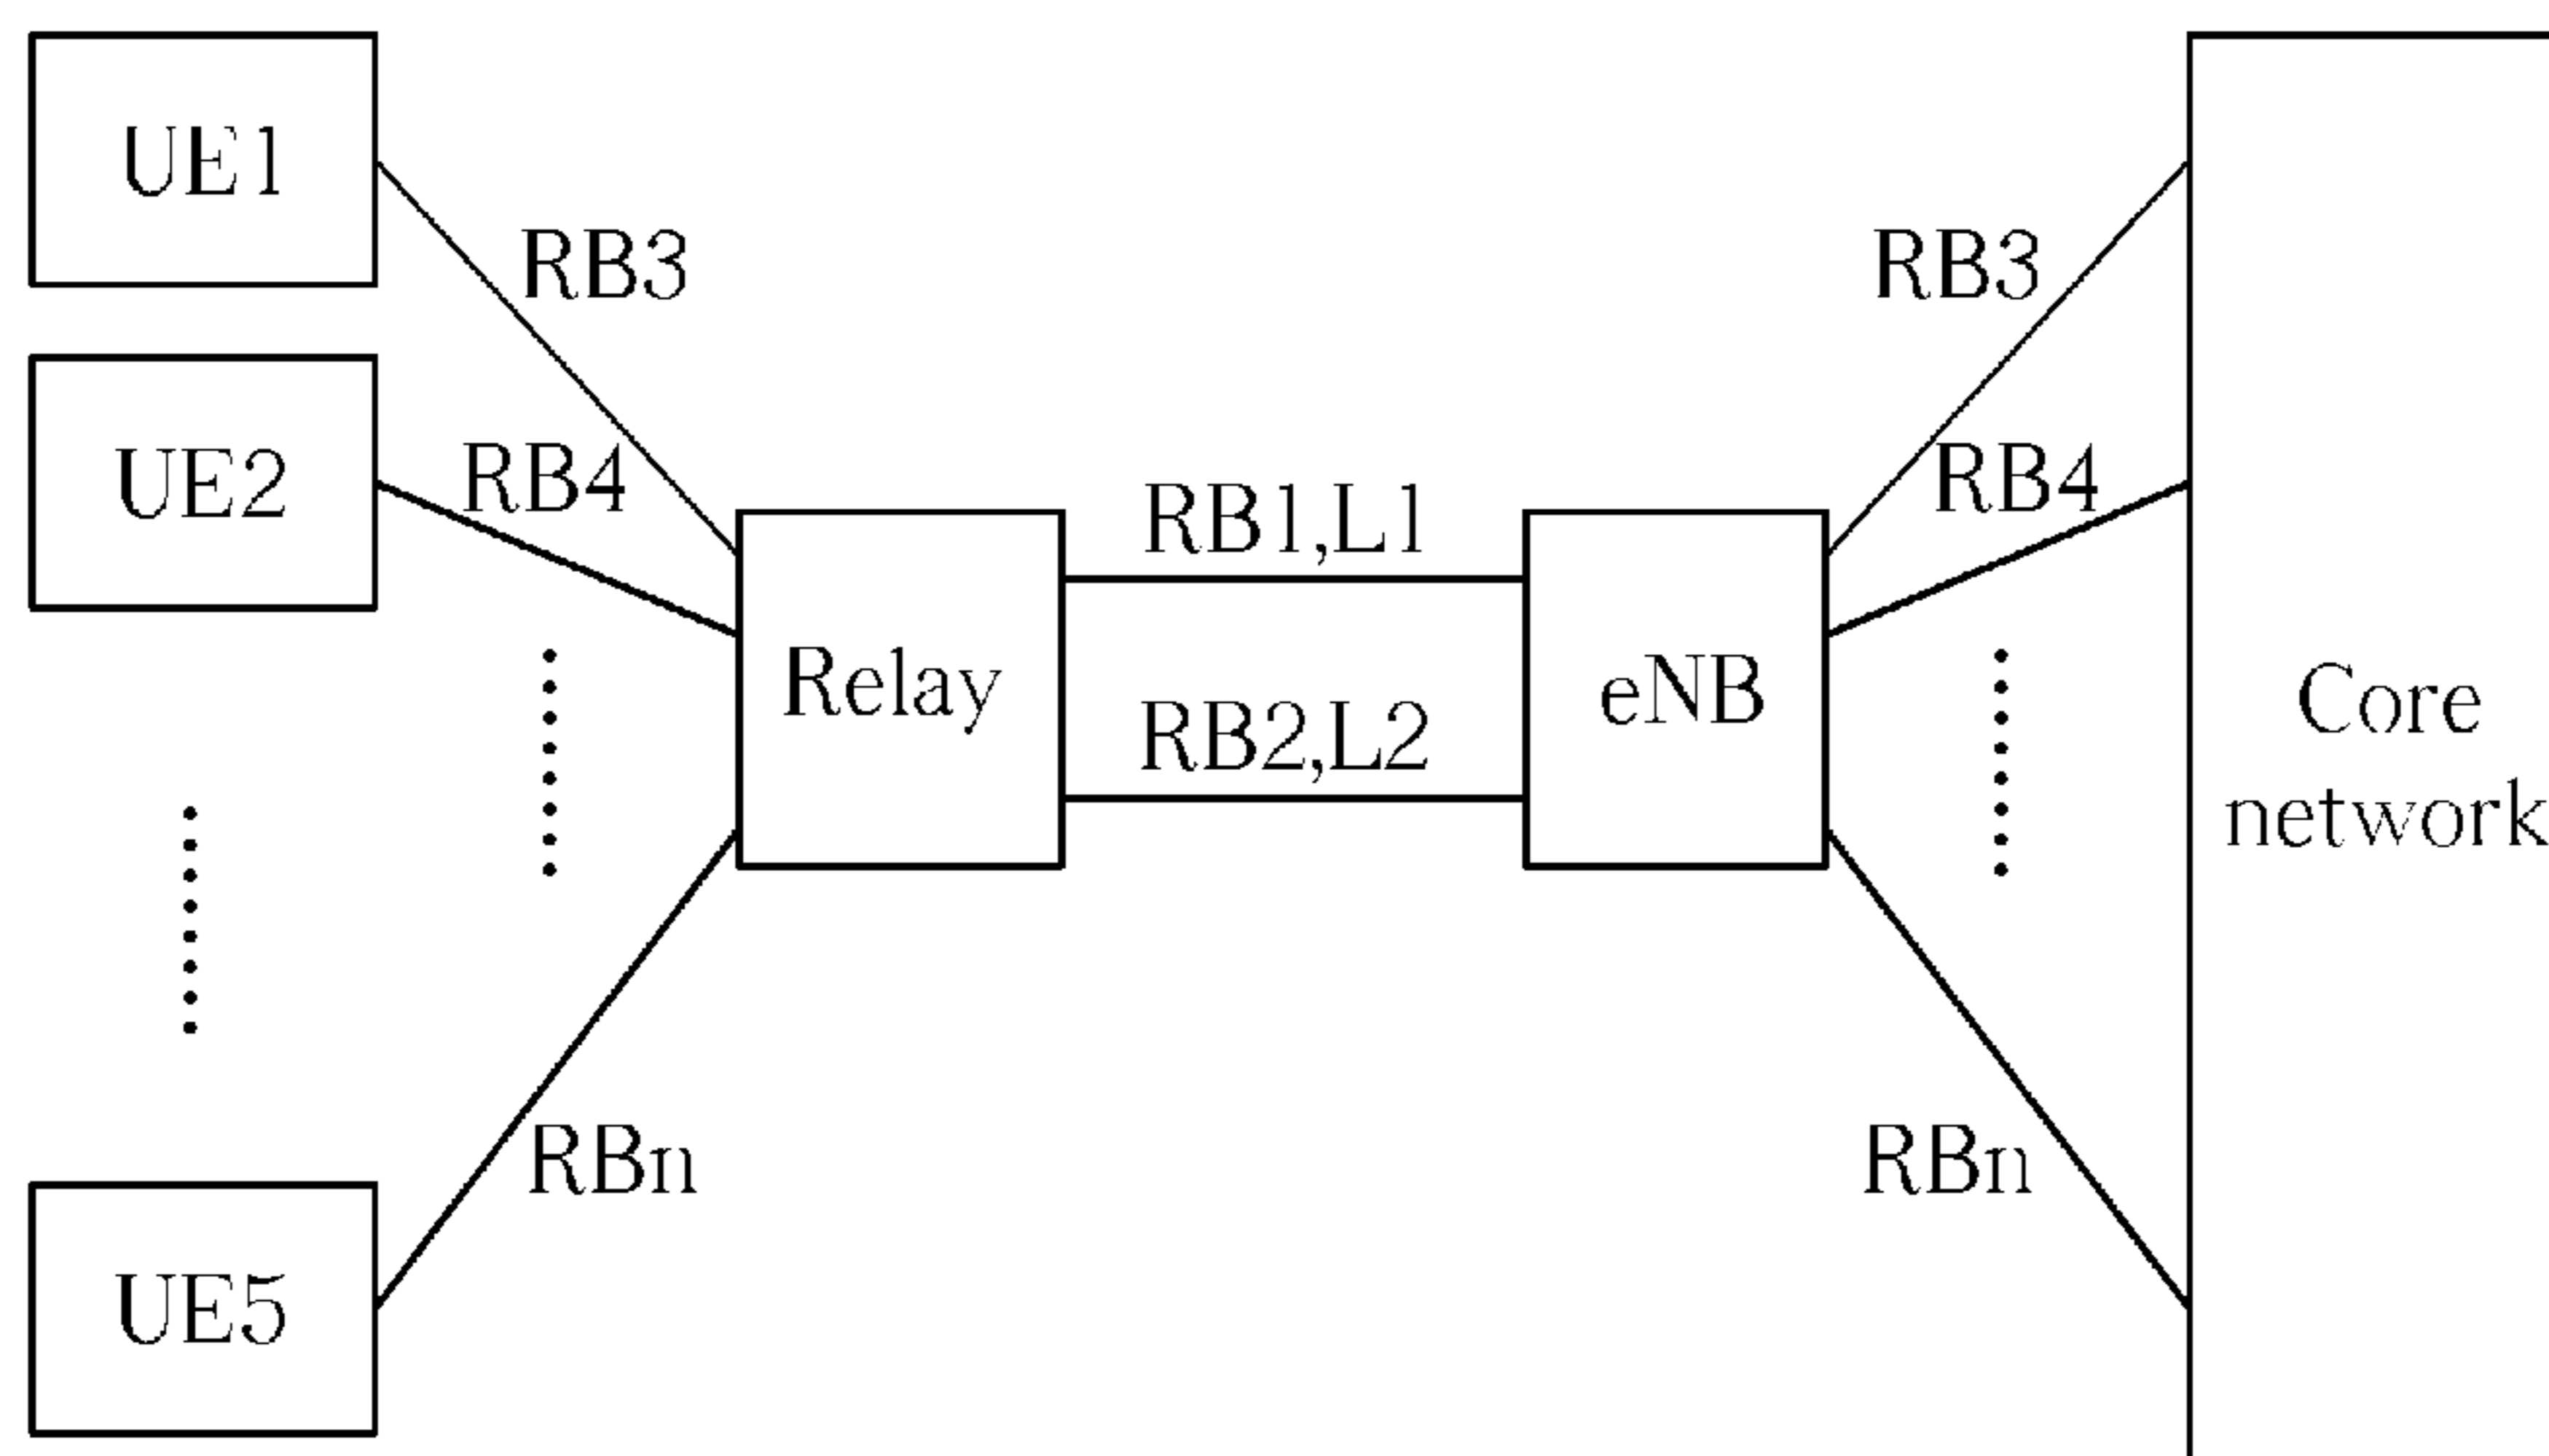 UE1
RB3
RB3
UE2
RB4
RB4
RB1,L1
Relay
eNB
RB2,L2
Core
network
RBn
RBn
UE5